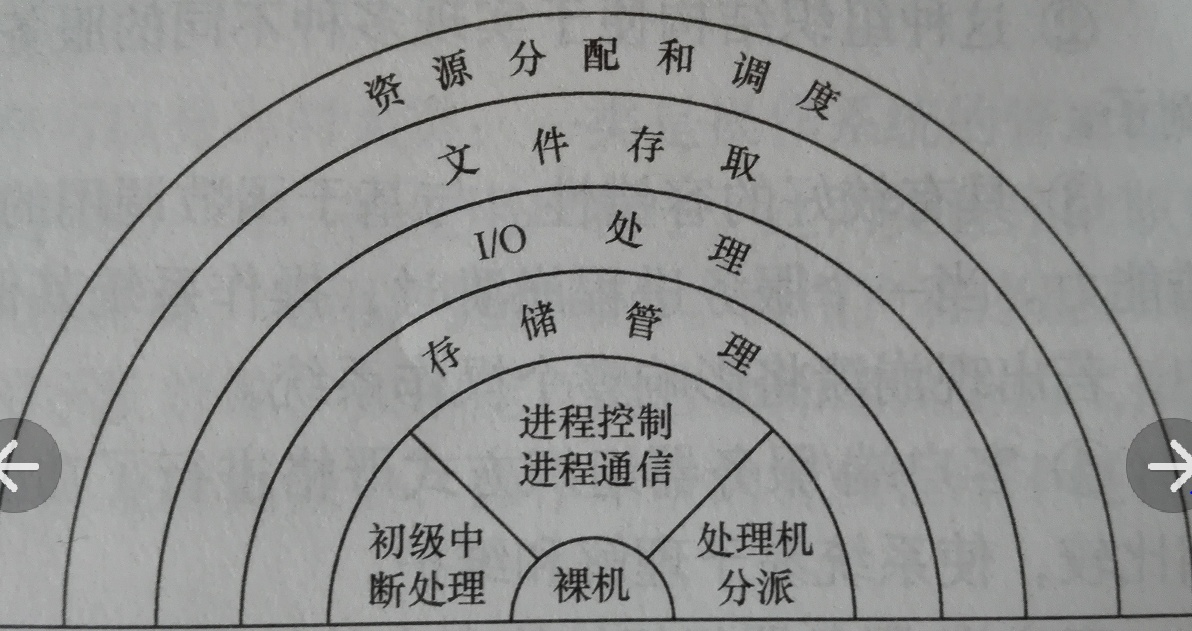 资源分配和调度
文件存取
I/O处理
存储管理
进程控制
进程通信
初级中
断处理
裸机
处理机
分派